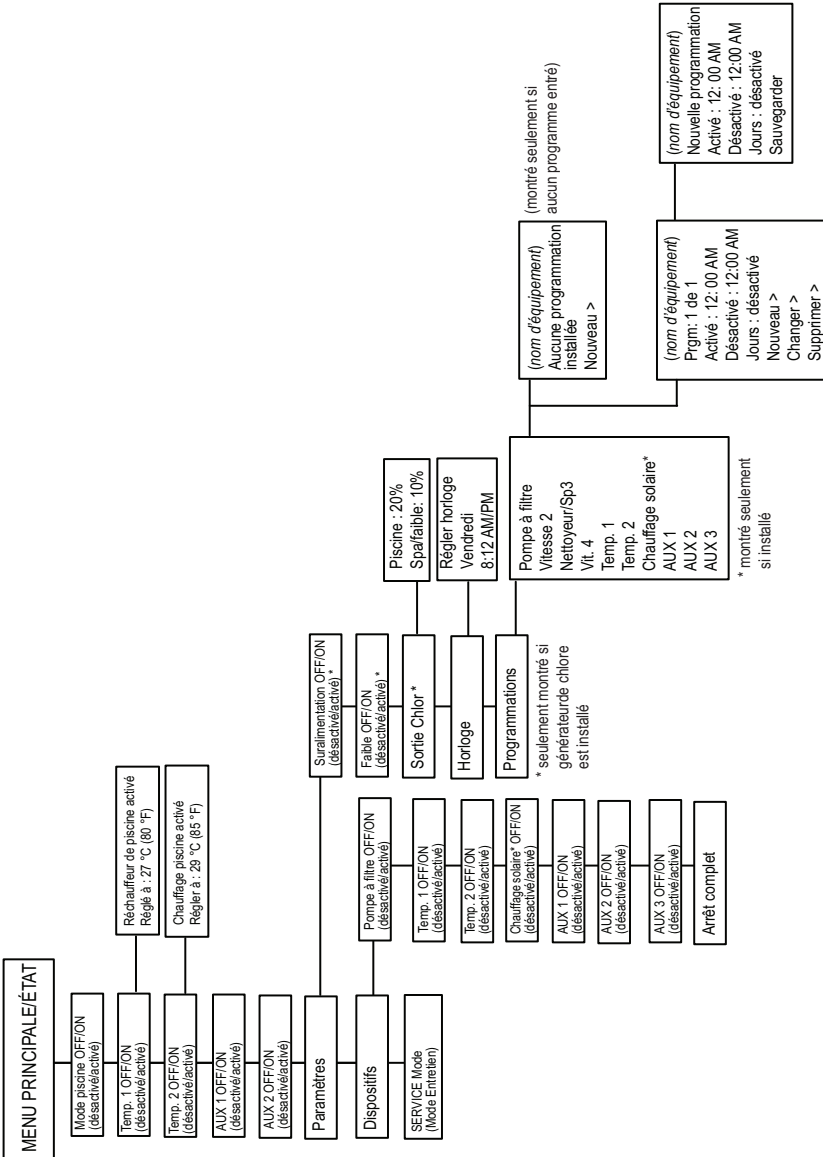 MENU PRINCIPALE/ÉTAT
Mode piscine OFF/ON
(désactivé/activé)
Temp. 1 OFF/ON
(désactivé/activé)
Réchauffeur de piscine activé
Réglé à : 27 °C (80 °F)
Temp. 2 OFF/ON
(désactivé/activé)
Chauffage piscine activé
Régler à : 29 °C (85 °F)
AUX 1 OFF/ON
(désactivé/activé)
AUX 2 OFF/ON
(désactivé/activé)
Paramètres
Dispositifs
SERVICE Mode
(Mode Entretien)
Pompe à filtre OFF/ON
(désactivé/activé)
Temp. 1 OFF/ON
(désactivé/activé)
Temp. 2 OFF/ON
(désactivé/activé)
Chauffage solaire* OFF/ON
(désactivé/activé)
AUX 1 OFF/ON
(désactivé/activé)
AUX 2 OFF/ON
(désactivé/activé)
AUX 3 OFF/ON
(désactivé/activé)
Arrêt complet
Suralimentation OFF/ON
(désactivé/activé) *
Faible OFF/ON
(désactivé/activé) *
Sortie Chlor *
Horloge
Programmations
* seulement montré si
générateurde chlore
est installé
Piscine : 20%
Spa/faible: 10%
Régler horloge
Vendredi
8:12 AM/PM
Pompe à filtre
Vitesse 2
Nettoyeur/Sp3
Vit. 4
Temp. 1
Temp. 2
Chauffage solaire*
AUX 1
AUX 2
AUX 3
* montré seulement
si installé
(nom d'équipement)
Aucune programmation
installée
Nouveau >
(montré seulement si
aucun programme entré)
(nom d'équipement)
Prgm: 1 de 1
Activé : 12: 00 AM
Désactivé : 12:00 AM
Jours : désactivé
Nouveau >
Changer >
Supprimer >
(nom d'équipement)
Nouvelle programmation
Activé : 12: 00 AM
Désactivé : 12:00 AM
Jours : désactivé
Sauvegarder